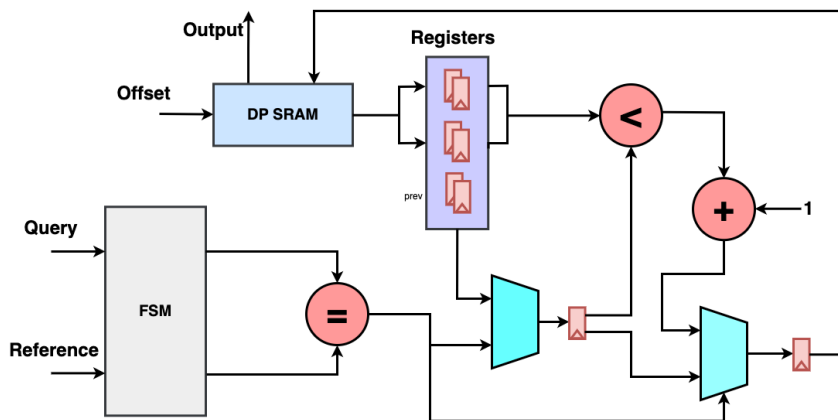 Output
Registers
Offset
DP SRAM
<
prev
+
1
Query
FSM
=
Reference